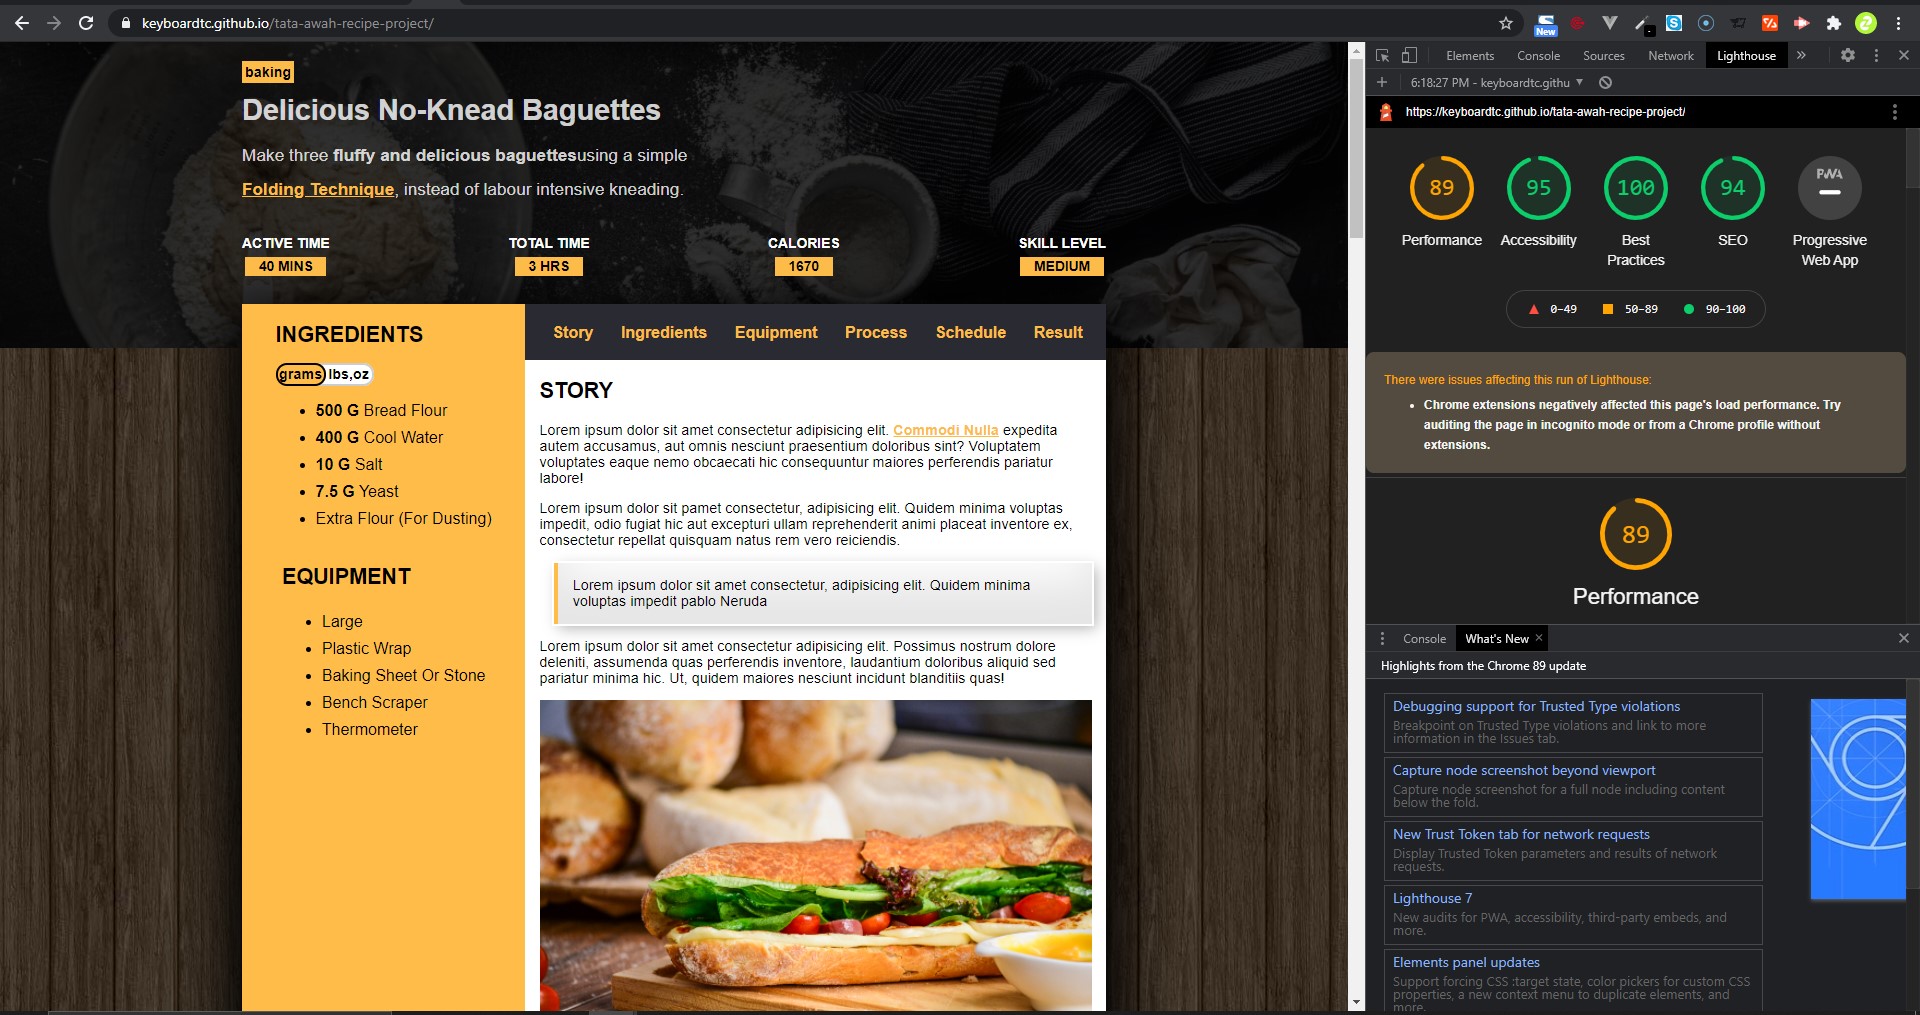 keyboardtc.github.io/tata-awah-recipe-project/
New
baking
Delicious No-Knead Baguettes
Make three fluffy and delicious baguettesusing a simple
Folding Technique, instead of labour intensive kneading.
ACTIVE TIME
40 MINS
TOTAL TIME
3 HRS
CALORIES
1670
SKILL LEVEL
MEDIUM
INGREDIENTS
grams lbs,oz
500 G Bread Flour
400 G Cool Water
10 G Salt
7.5 G Yeast
Extra Flour (For Dusting)
EQUIPMENT
Large
Plastic Wrap
Baking Sheet Or Stone
Bench Scraper
Thermometer
Story Ingredients Equipment Process Schedule Result
STORY
Lorem ipsum dolor sit amet consectetur adipisicing elit. Commodi Nulla expedita
autem accusamus, aut omnis nesciunt praesentium doloribus sint? Voluptatem
voluptates eaque nemo obcaecati hic consequuntur maiores perferendis pariatur
labore!
Lorem ipsum dolor sit pamet consectetur, adipisicing elit. Quidem minima voluptas
impedit, odio fugiat hic aut excepturi ullam reprehenderit animi placeat inventore ex,
consectetur repellat quisquam natus rem vero reiciendis.
Lorem ipsum dolor sit amet consectetur, adipisicing elit. Quidem minima
voluptas impedit pablo Neruda
Lorem ipsum dolor sit amet consectetur adipisicing elit. Possimus nostrum dolore
deleniti, assumenda quas perferendis inventore, laudantium doloribus aliquid sed
pariatur minima hic. Ut, quidem maiores nesciunt incidunt blanditiis quas!
Elements Console Sources Network Lighthouse
6:18:27 PM - keyboardtc.githu
https://keyboardtc.github.io/tata-awah-recipe-project/
89 95 100 94 PWA
Performance
Accessibility
Best
Practices
SEO
Progressive
Web App
0–49 50–89 90–100
There were issues affecting this run of Lighthouse:
Chrome extensions negatively affected this page's load performance. Try
auditing the page in incognito mode or from a Chrome profile without
extensions.
89
Performance
Console What's New
Highlights from the Chrome 89 update
Debugging support for Trusted Type violations
Breakpoint on Trusted Type violations and link to more
information in the Issues tab.
Capture node screenshot beyond viewport
Capture node screenshot for a full node including content
below the fold.
New Trust Token tab for network requests
Display Trusted Token parameters and results of network
requests.
Lighthouse 7
New audits for PWA, accessibility, third-party embeds, and
more.
Elements panel updates
Support forcing CSS :target state, color pickers for custom CSS
properties, a new context menu to duplicate elements, and
more.